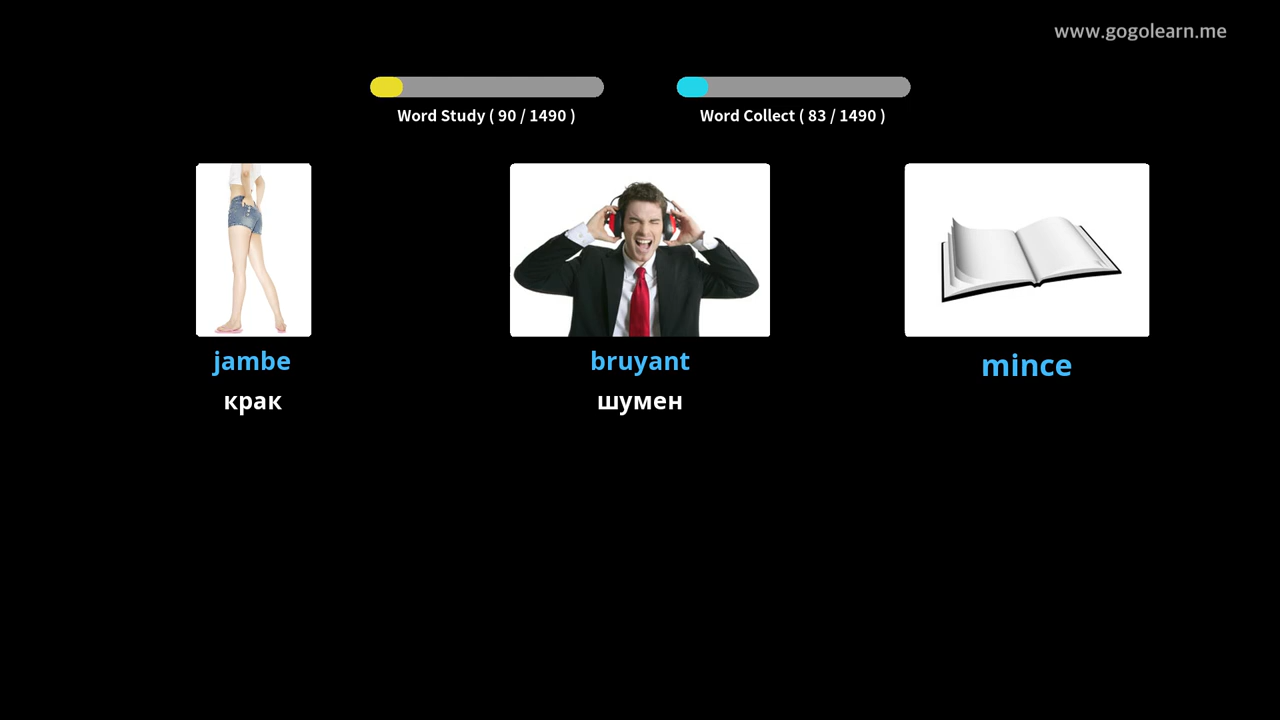 www.gogolearn.me
Word Study ( 90 / 1490 )
Word Collect ( 83 / 1490 )
jambe
крак
bruyant
шумен
mince